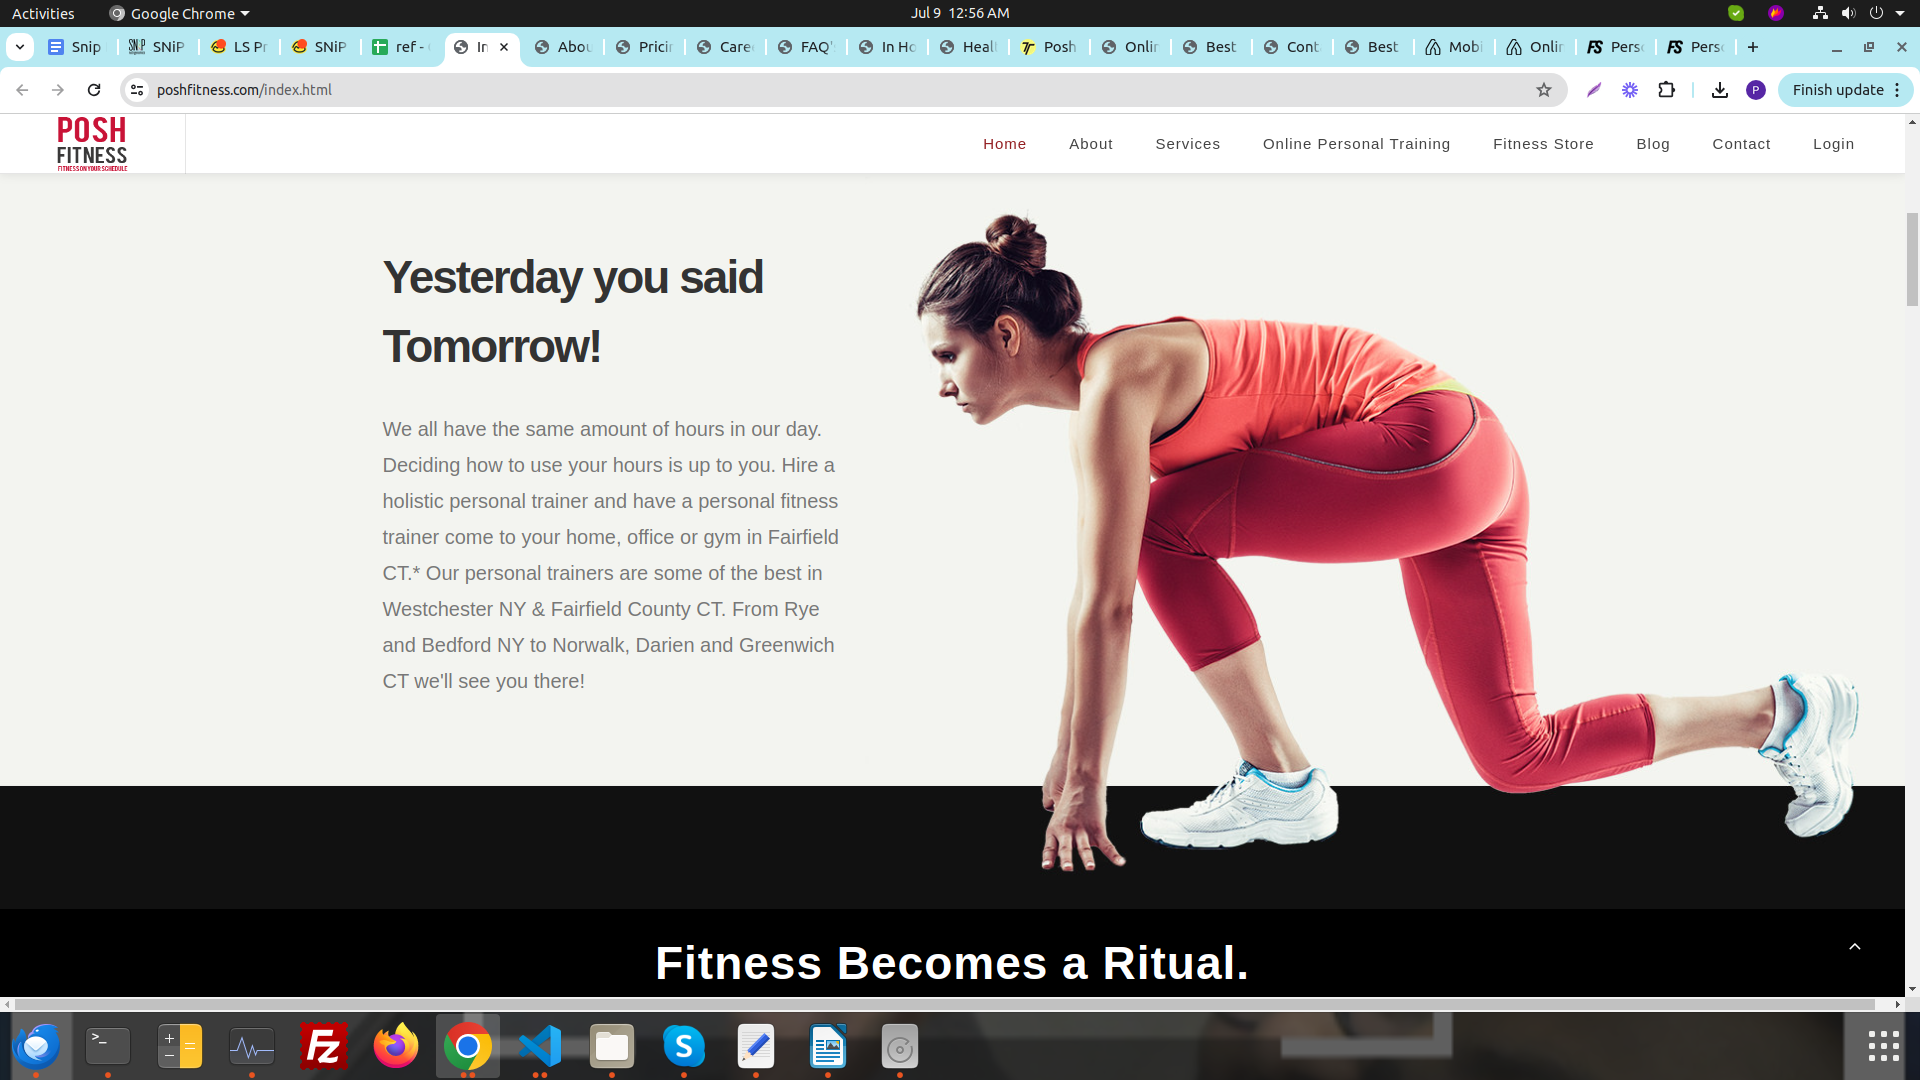 Activities
Google Chrome
Jul 9 12:56 AM
Snip
SNiP
LS Pr
SNiP
ref -
In
Abou
Pricin
Caree
FAQ's
In Ho
Healt
Posh
Onlin
Best
Cont
Best
Mobi
Onlin
Perso
Perso
poshfitness.com/index.html
P
Finish update
POSH
FITNESS
FITNESS ON YOUR SCHEDULE
Home
About
Services
Online Personal Training
Fitness Store
Blog
Contact
Login
Yesterday you said
Tomorrow!
We all have the same amount of hours in our day.
Deciding how to use your hours is up to you. Hire a
holistic personal trainer and have a personal fitness
trainer come to your home, office or gym in Fairfield
CT.* Our personal trainers are some of the best in
Westchester NY & Fairfield County CT. From Rye
and Bedford NY to Norwalk, Darien and Greenwich
CT we'll see you there!
Fitness Becomes a Ritual.